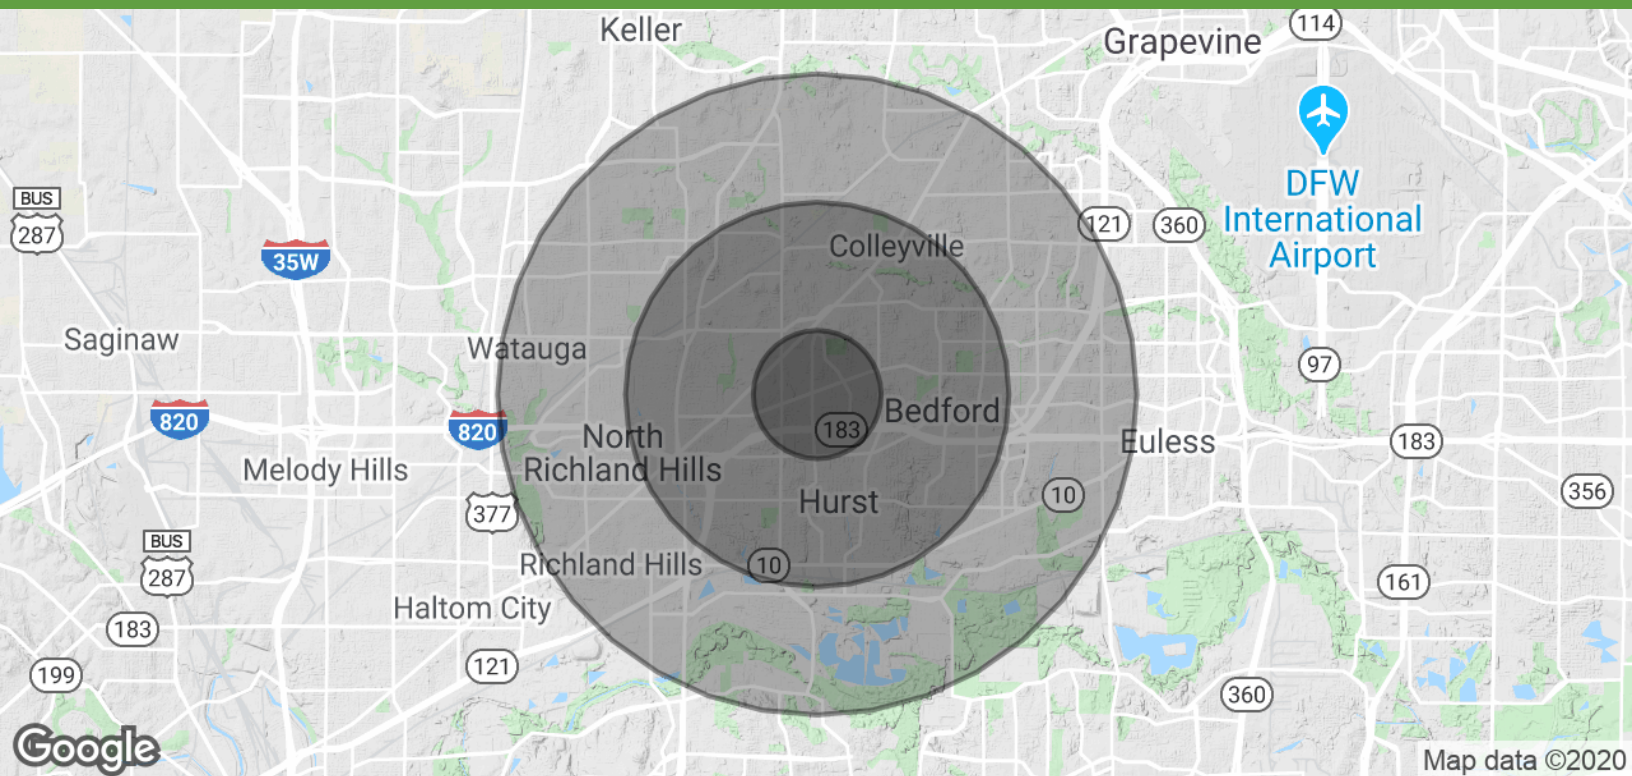 Keller
Grapevine
114
DFW
International
Airport
BUS
287
121
360
35W
Colleyville
Saginaw
Watauga
97
820
820
183
Bedford
North
Richland Hills
Euless
183
Melody Hills
377
Hurst
10
356
BUS
287
Richland Hills
10
161
Haltom City
183
121
199
360
Google
Map data ©2020